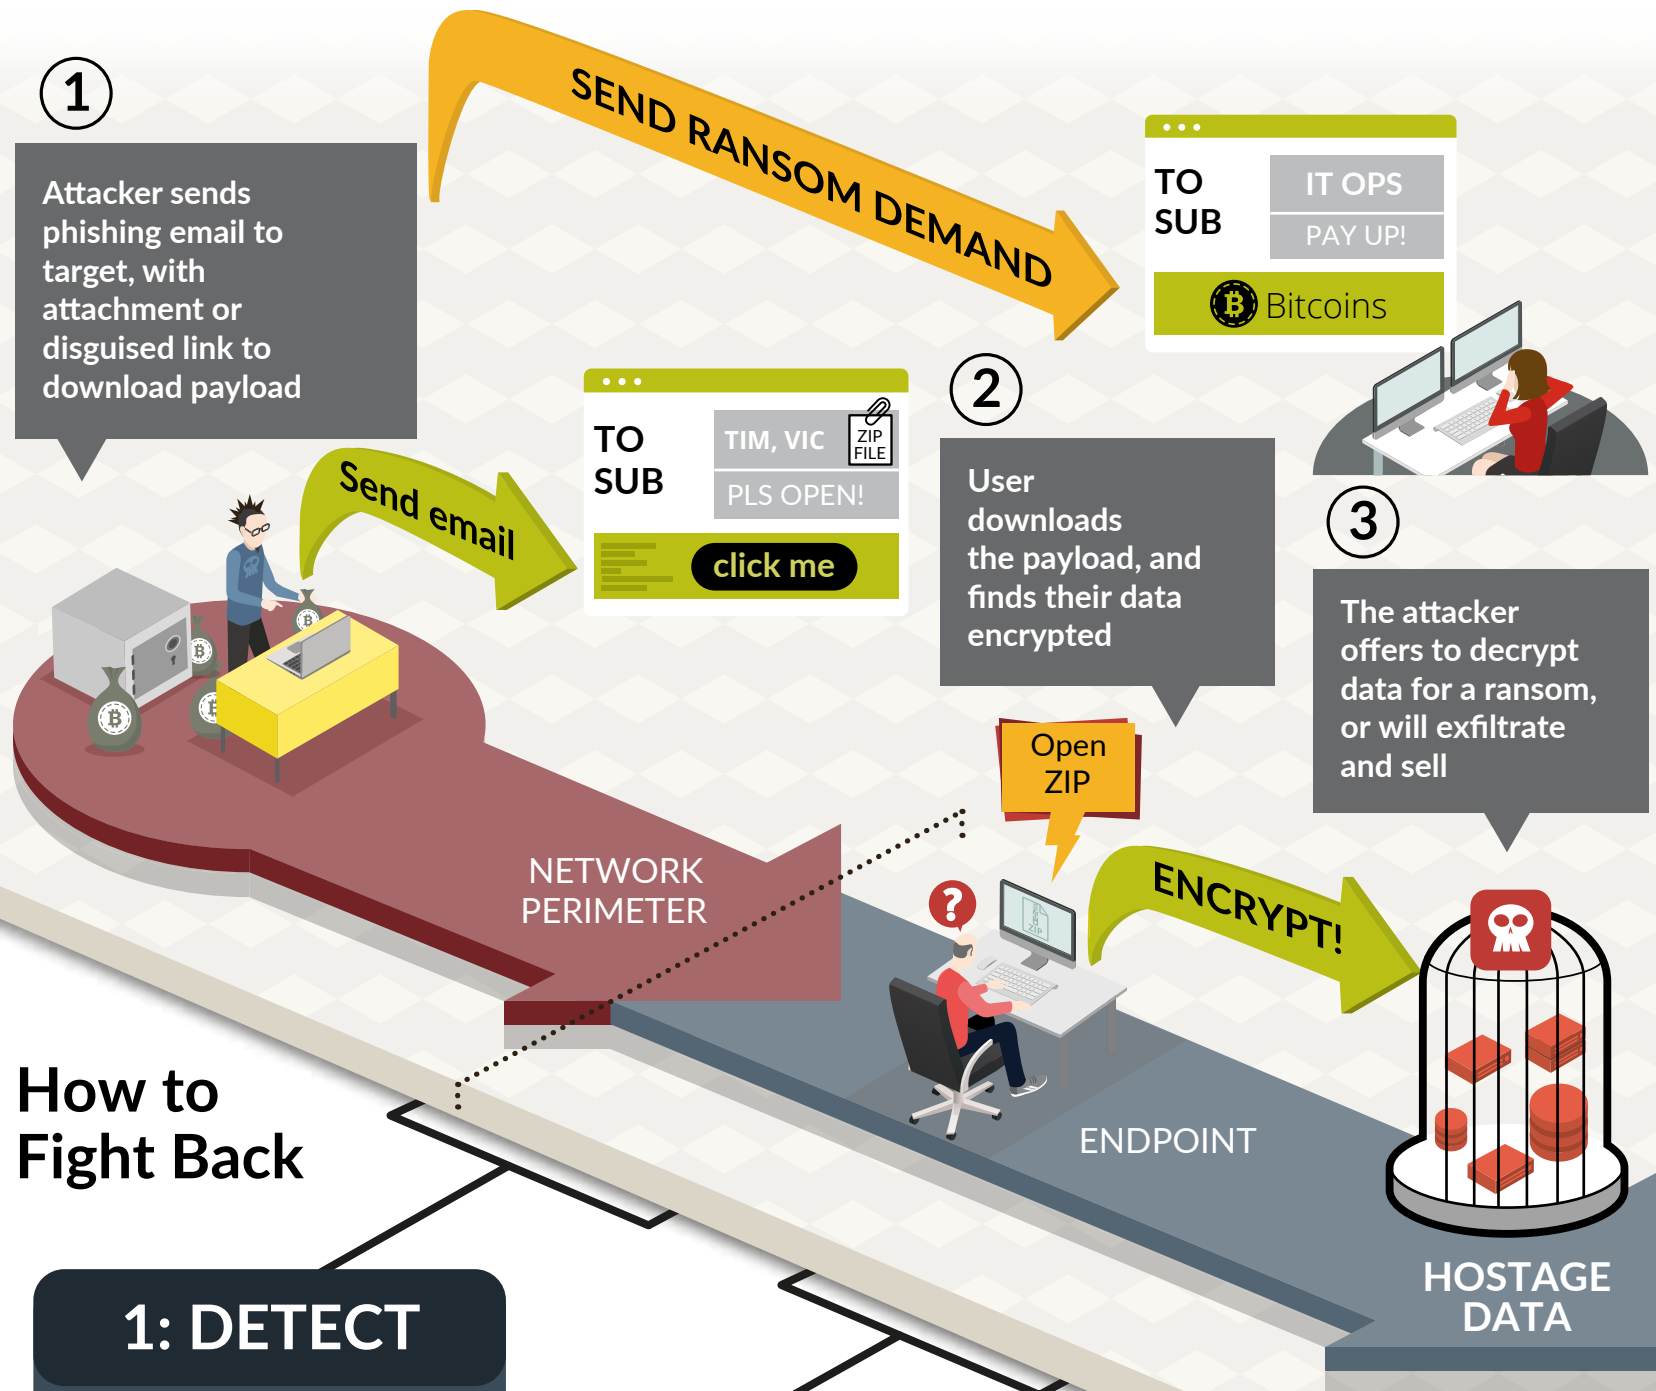 1
Attacker sends
phishing email to
target, with
attachment or
disguised link to
download payload
SEND RANSOM DEMAND
TO
IT OPS
SUB
PAY UP!
Bitcoins
Send email
TO
TIM, VIC
ZIP
FILE
SUB
PLS OPEN!
click me
2
User
downloads
the payload, and
finds their data
encrypted
3
The attacker
offers to decrypt
data for a ransom,
or will exfiltrate
and sell
Open
ZIP
ZIP
?
ENCRYPT!
NETWORK
PERIMETER
ENDPOINT
HOSTAGE
DATA
How to
Fight Back
1: DETECT